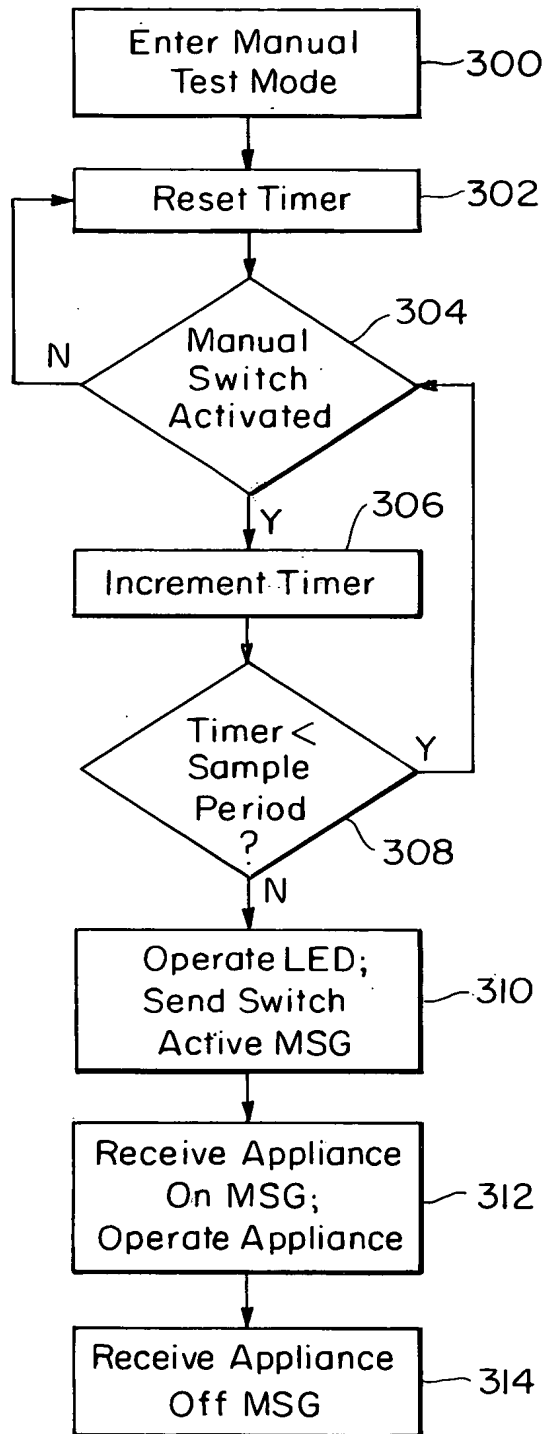 Enter Manual
Test Mode
300
Reset Timer
302
304
Manual
Switch
Activated
N
Y
306
Increment Timer
Timer <
Sample
Period
?
Y
308
N
Operate LED;
Send Switch
Active MSG
310
Receive Appliance
On MSG;
Operate Appliance
312
Receive Appliance
Off MSG
314